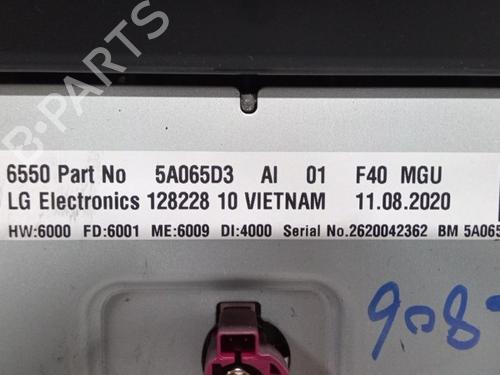 6550 Part No 5A065D3 AI 01 F40 MGU
LG Electronics 128228 10 VIETNAM 11.08.2020
HW:6000 FD:6001 ME:6009 DI:4000 Serial No.2620042362 BM 5A065
908
B-PARTS